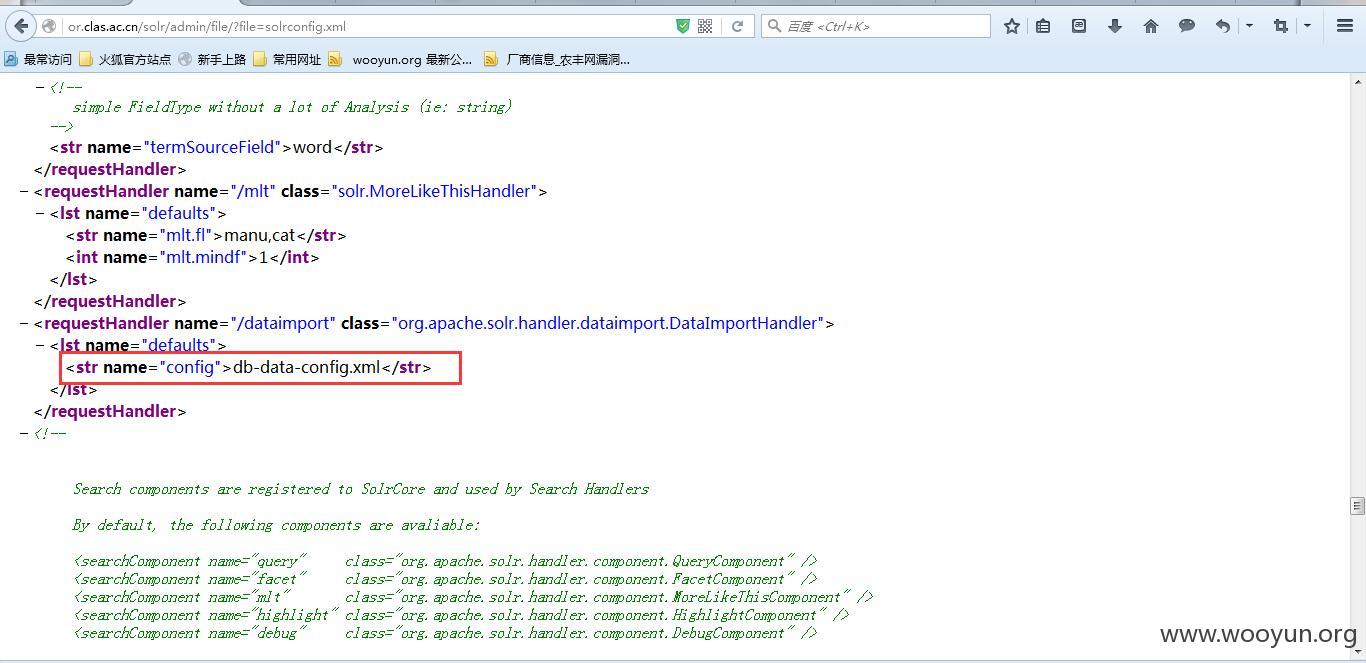 or.clas.ac.cn/solr/admin/file/?file=solrconfig.xml
百度 <Ctrl+K>
最常访问 火狐官方站点 新手上路 常用网址 wooyun.org 最新公... 厂商信息_农丰网漏洞...
− <!--
simple FieldType without a lot of Analysis (ie: string)
-->
<str name="termSourceField">word</str>
</requestHandler>
− <requestHandler name="/mlt" class="solr.MoreLikeThisHandler">
− <lst name="defaults">
<str name="mlt.fl">manu,cat</str>
<int name="mlt.mindf">1</int>
</lst>
</requestHandler>
− <requestHandler name="/dataimport" class="org.apache.solr.handler.dataimport.DataImportHandler">
− <lst name="defaults">
<str name="config">db-data-config.xml</str>
</lst>
</requestHandler>
− <!--
Search components are registered to SolrCore and used by Search Handlers
By default, the following components are avaliable:
<searchComponent name="query" class="org.apache.solr.handler.component.QueryComponent" />
<searchComponent name="facet" class="org.apache.solr.handler.component.FacetComponent" />
<searchComponent name="mlt" class="org.apache.solr.handler.component.MoreLikeThisComponent" />
<searchComponent name="highlight" class="org.apache.solr.handler.component.HighlightComponent" />
<searchComponent name="debug" class="org.apache.solr.handler.component.DebugComponent" />
www.wooyun.org